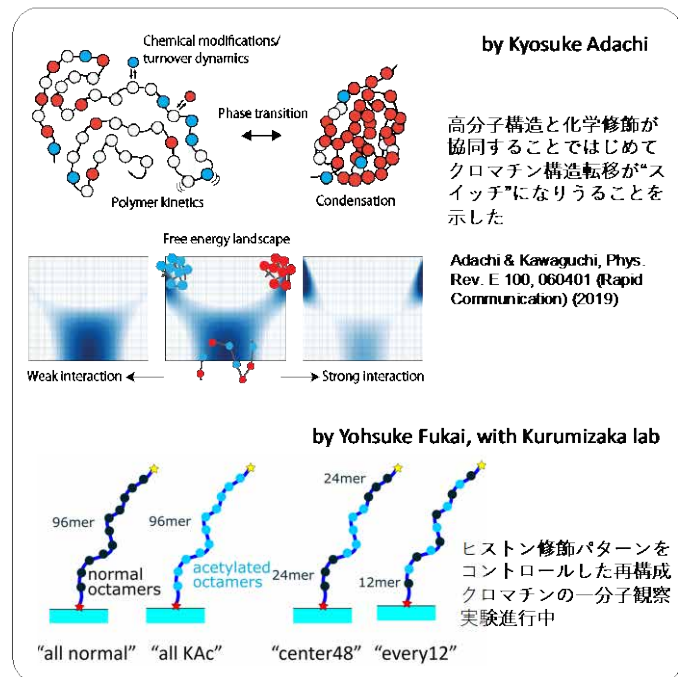 by Kyosuke Adachi
Chemical modifications/
turnover dynamics
Phase transition
Polymer kinetics
Condensation
高分子構造と化学修飾が
協同することではじめて
クロマチン構造転移が“ス
イッチ”になりうることを
示した
Free energy landscape
Weak interaction
Strong interaction
Adachi & Kawaguchi, Phys.
Rev. E 100, 060401 (Rapid
Communication) (2019)
by Yohsuke Fukai, with Kurumizaka lab
96mer
normal
octamers
96mer
acetylated
octamers
24mer
24mer
12mer
“all normal”
“all KAc”
“center48”
“every12”
ヒストン修飾パターンを
コントロールした再構成
クロマチンの一分子観察
実験進行中